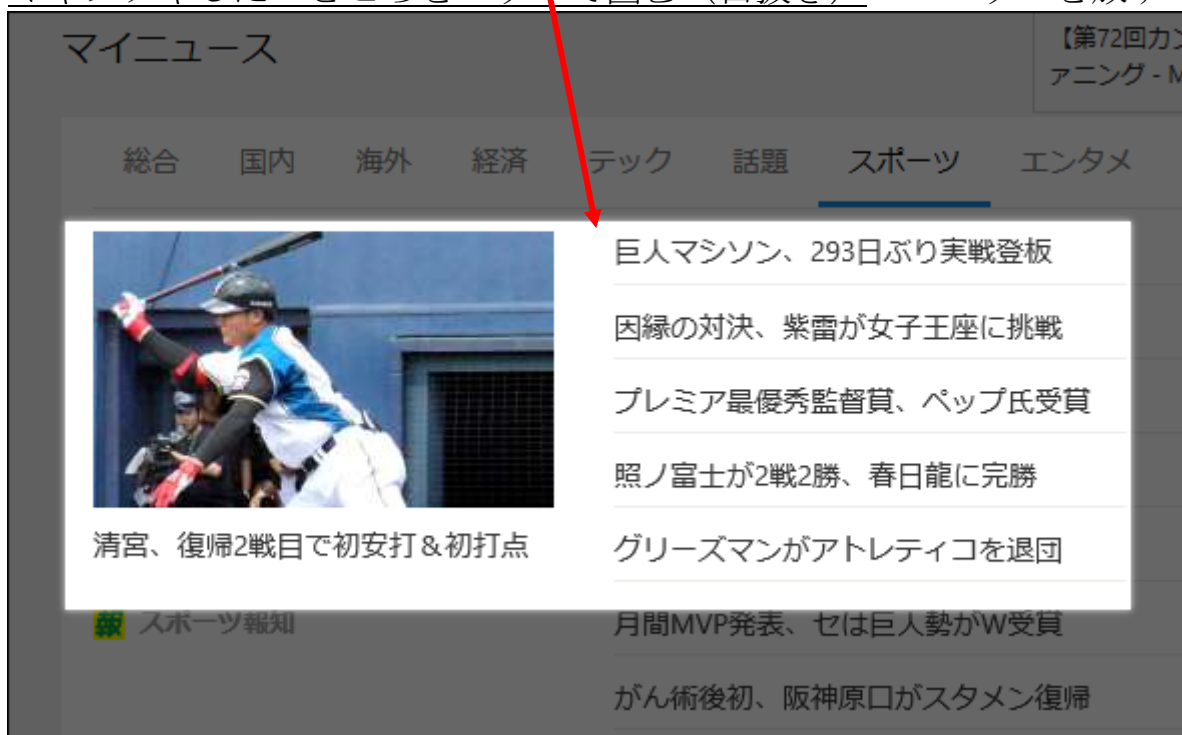 マイニュース
【第72回カン
ァニング - M
総合 国内 海外 経済 テック 話題 スポーツ エンタメ
巨人マシソン、293日ぶり実戦登板
因縁の対決、紫雷が女子王座に挑戦
プレミア最優秀監督賞、ペップ氏受賞
照ノ富士が2戦2勝、春日龍に完勝
清宮、復帰2戦目で初安打&初打点
グリーズマンがアトレティコを退団
スポーツ報知
月間MVP発表、セは巨人勢がW受賞
がん術後初、阪神原口がスタメン復帰